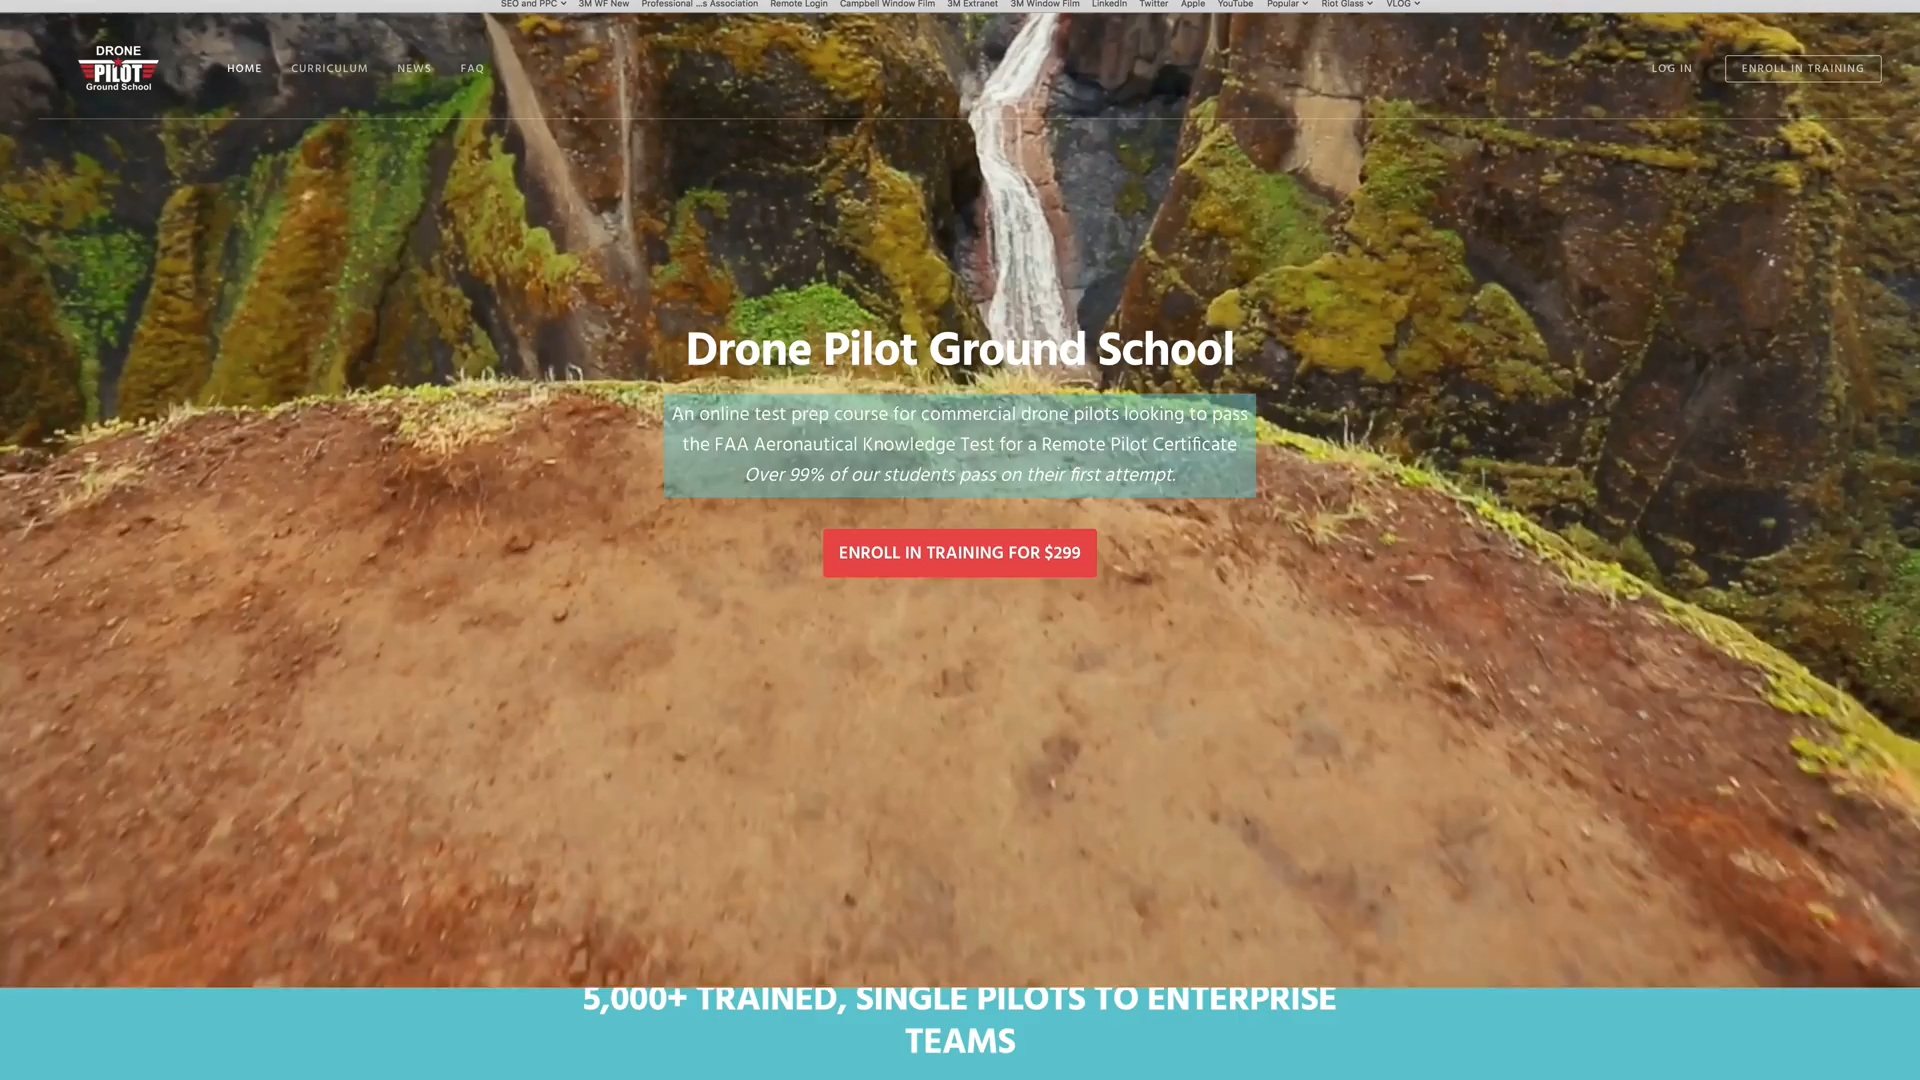 SEO and PPC
3M WF New
Professional ...s Association
Remote Login
Campbell Window Film
3M Extranet
3M Window Film
LinkedIn
Twitter
Apple
YouTube
Popular
Riot Glass
VLOG
DRONE
PILOT
Ground School
HOME
CURRICULUM
NEWS
FAQ
LOG IN
ENROLL IN TRAINING
Drone Pilot Ground School
An online test prep course for commercial drone pilots looking to pass
the FAA Aeronautical Knowledge Test for a Remote Pilot Certificate
Over 99% of our students pass on their first attempt.
ENROLL IN TRAINING FOR $299
5,000+ TRAINED, SINGLE PILOTS TO ENTERPRISE
TEAMS